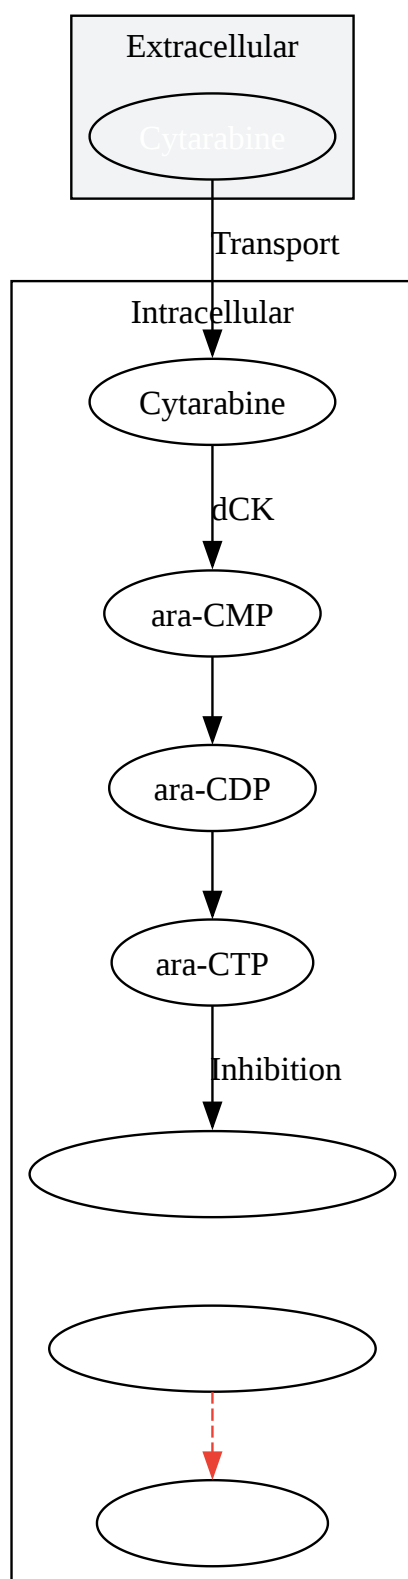 Extracellular
Cytarabine
Transport
Intracellular
Cytarabine
dCK
ara-CMP
ara-CDP
ara-CTP
Inhibition